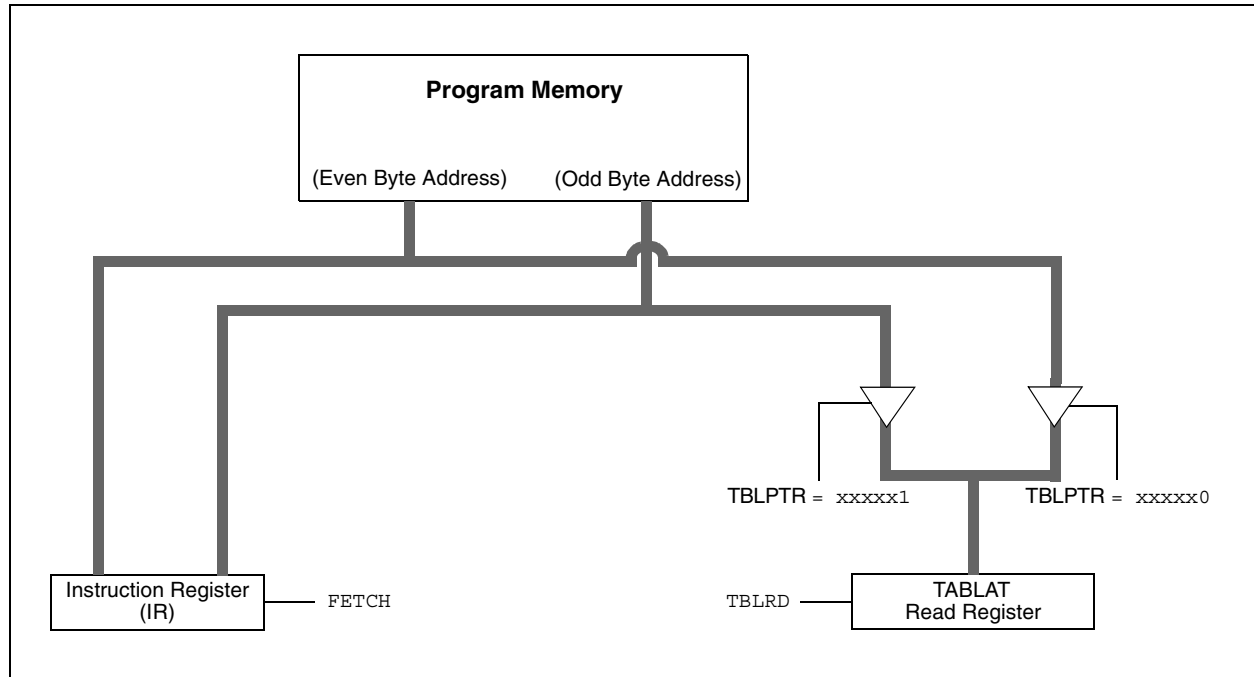 Program Memory
(Even Byte Address) (Odd Byte Address)
TBLPTR = xxxxx1
TBLPTR = xxxxx0
Instruction Register
(IR)
FETCH
TBLRD
TABLAT
Read Register